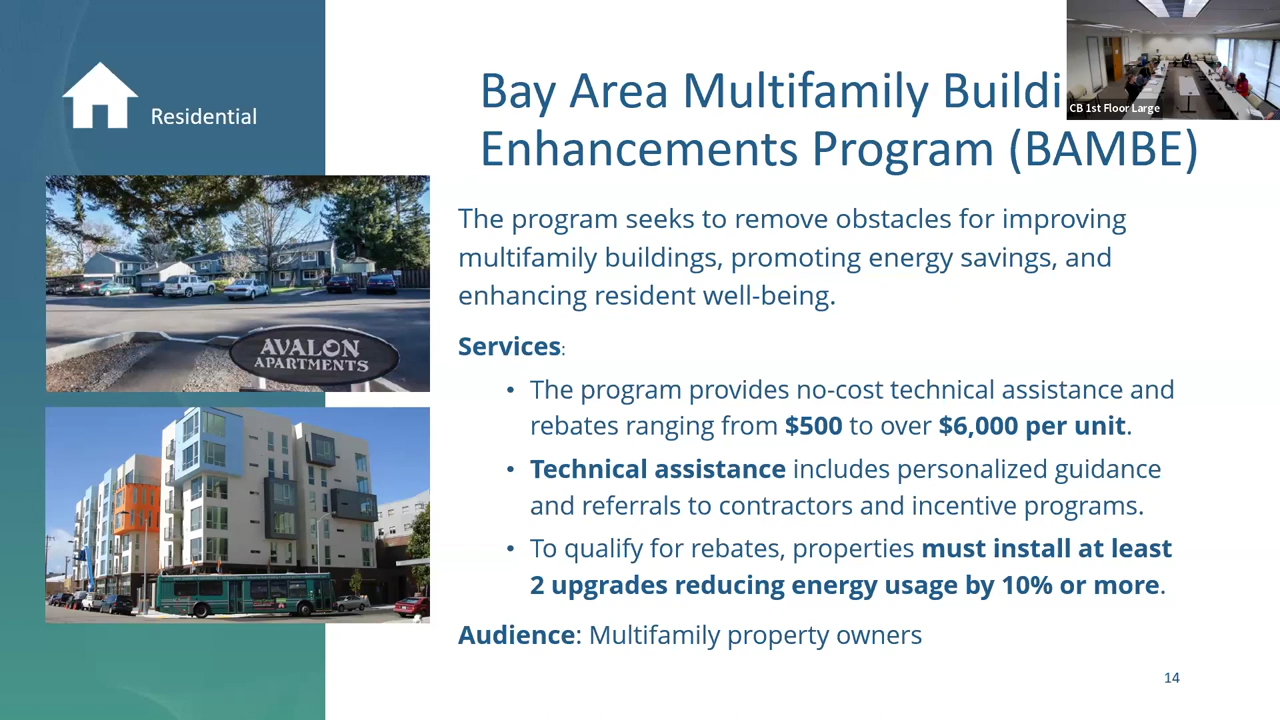 Residential
Bay Area Multifamily Buildi
Enhancements Program (BAMBE)
CB 1st Floor Large
The program seeks to remove obstacles for improving
multifamily buildings, promoting energy savings, and
enhancing resident well-being.
Services:
• The program provides no-cost technical assistance and
rebates ranging from $500 to over $6,000 per unit.
• Technical assistance includes personalized guidance
and referrals to contractors and incentive programs.
• To qualify for rebates, properties must install at least
2 upgrades reducing energy usage by 10% or more.
Audience: Multifamily property owners
AVALON
APARTMENTS
14